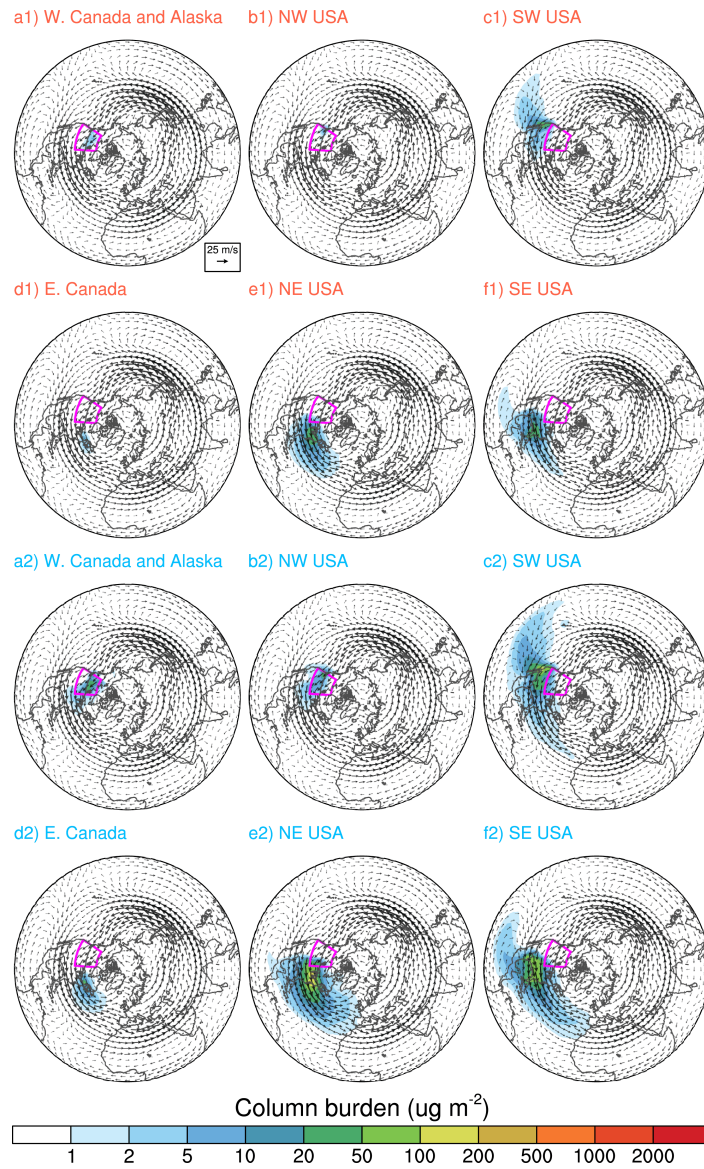 a1) W. Canada and Alaska
b1) NW USA
c1) SW USA
25 m/s
d1) E. Canada
e1) NE USA
f1) SE USA
a2) W. Canada and Alaska
b2) NW USA
c2) SW USA
d2) E. Canada
e2) NE USA
f2) SE USA
Column burden (ug m⁻²)
1 2 5 10 20 50 100 200 500 1000 2000